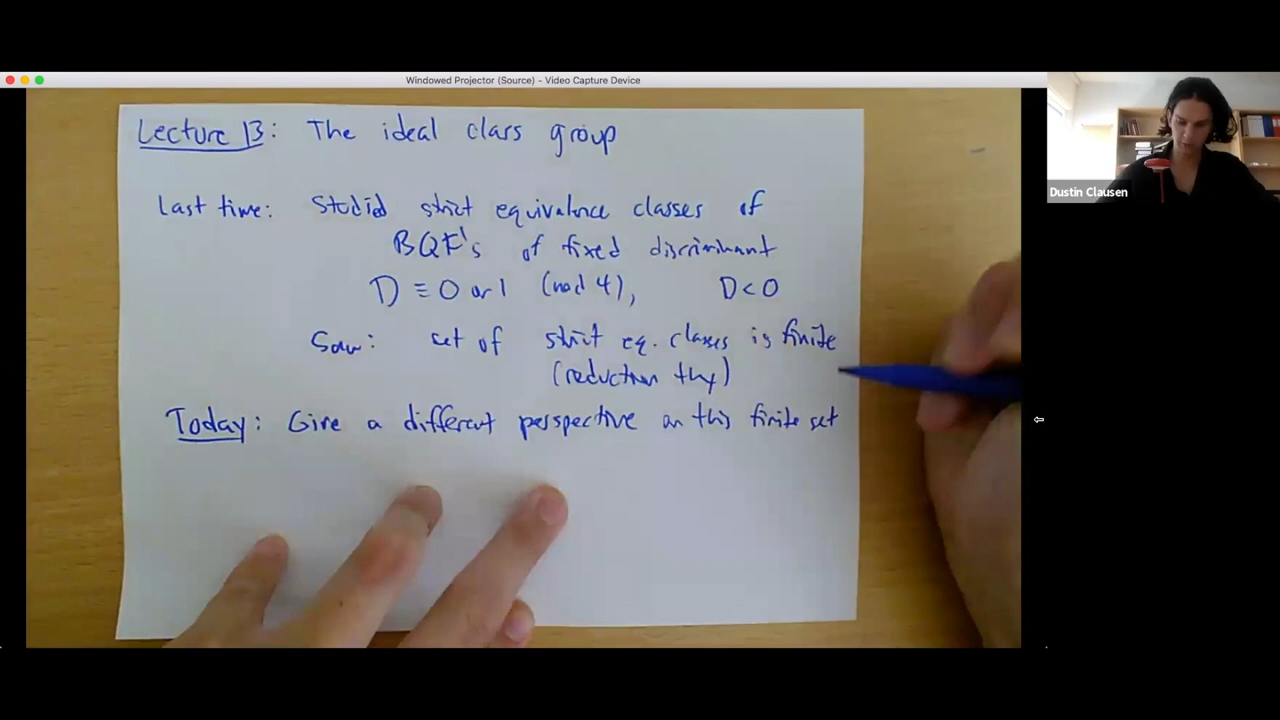 Windowed Projector (Source) - Video Capture Device
Lecture 13: The ideal class group
Last time: Studied strict equivalence classes of
BQF's of fixed discriminant
D ≡ 0 or 1 (mod 4), D < 0
Saw: set of strict eq. classes is finite
(reduction thy)
Today: Give a different perspective on this finite set
Dustin Clausen